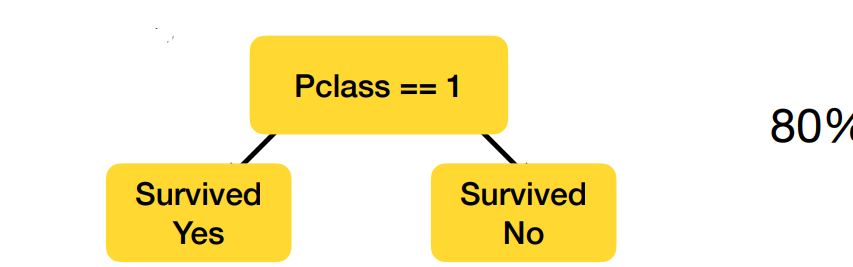 Pclass == 1
80%
Survived
Yes
Survived
No